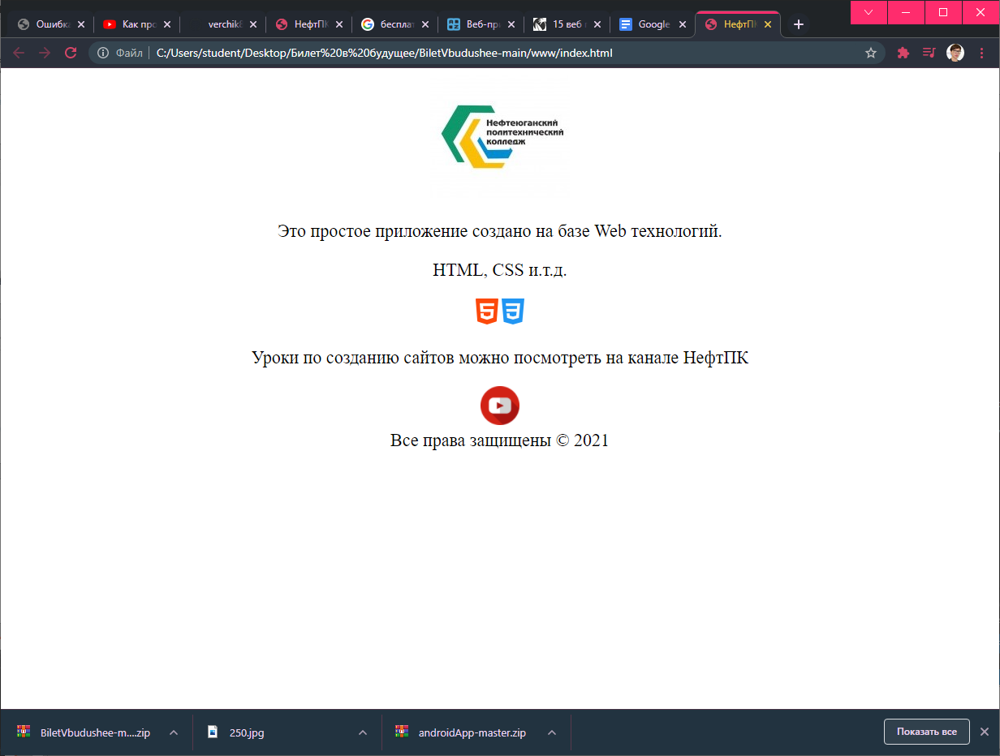 Ошибка
Как про
verchik8
НефтПК
бесплат
Веб-при
15 веб
Google
НефтПК
Файл
C:/Users/student/Desktop/Билет%20в%20будущее/BiletVbudushee-main/www/index.html
Нефтеюганский
политехнический
колледж
Это простое приложение создано на базе Web технологий.
HTML, CSS и.т.д.
Уроки по созданию сайтов можно посмотреть на канале НефтПК
Все права защищены © 2021
BiletVbudushee-m....zip
250.jpg
androidApp-master.zip
Показать все